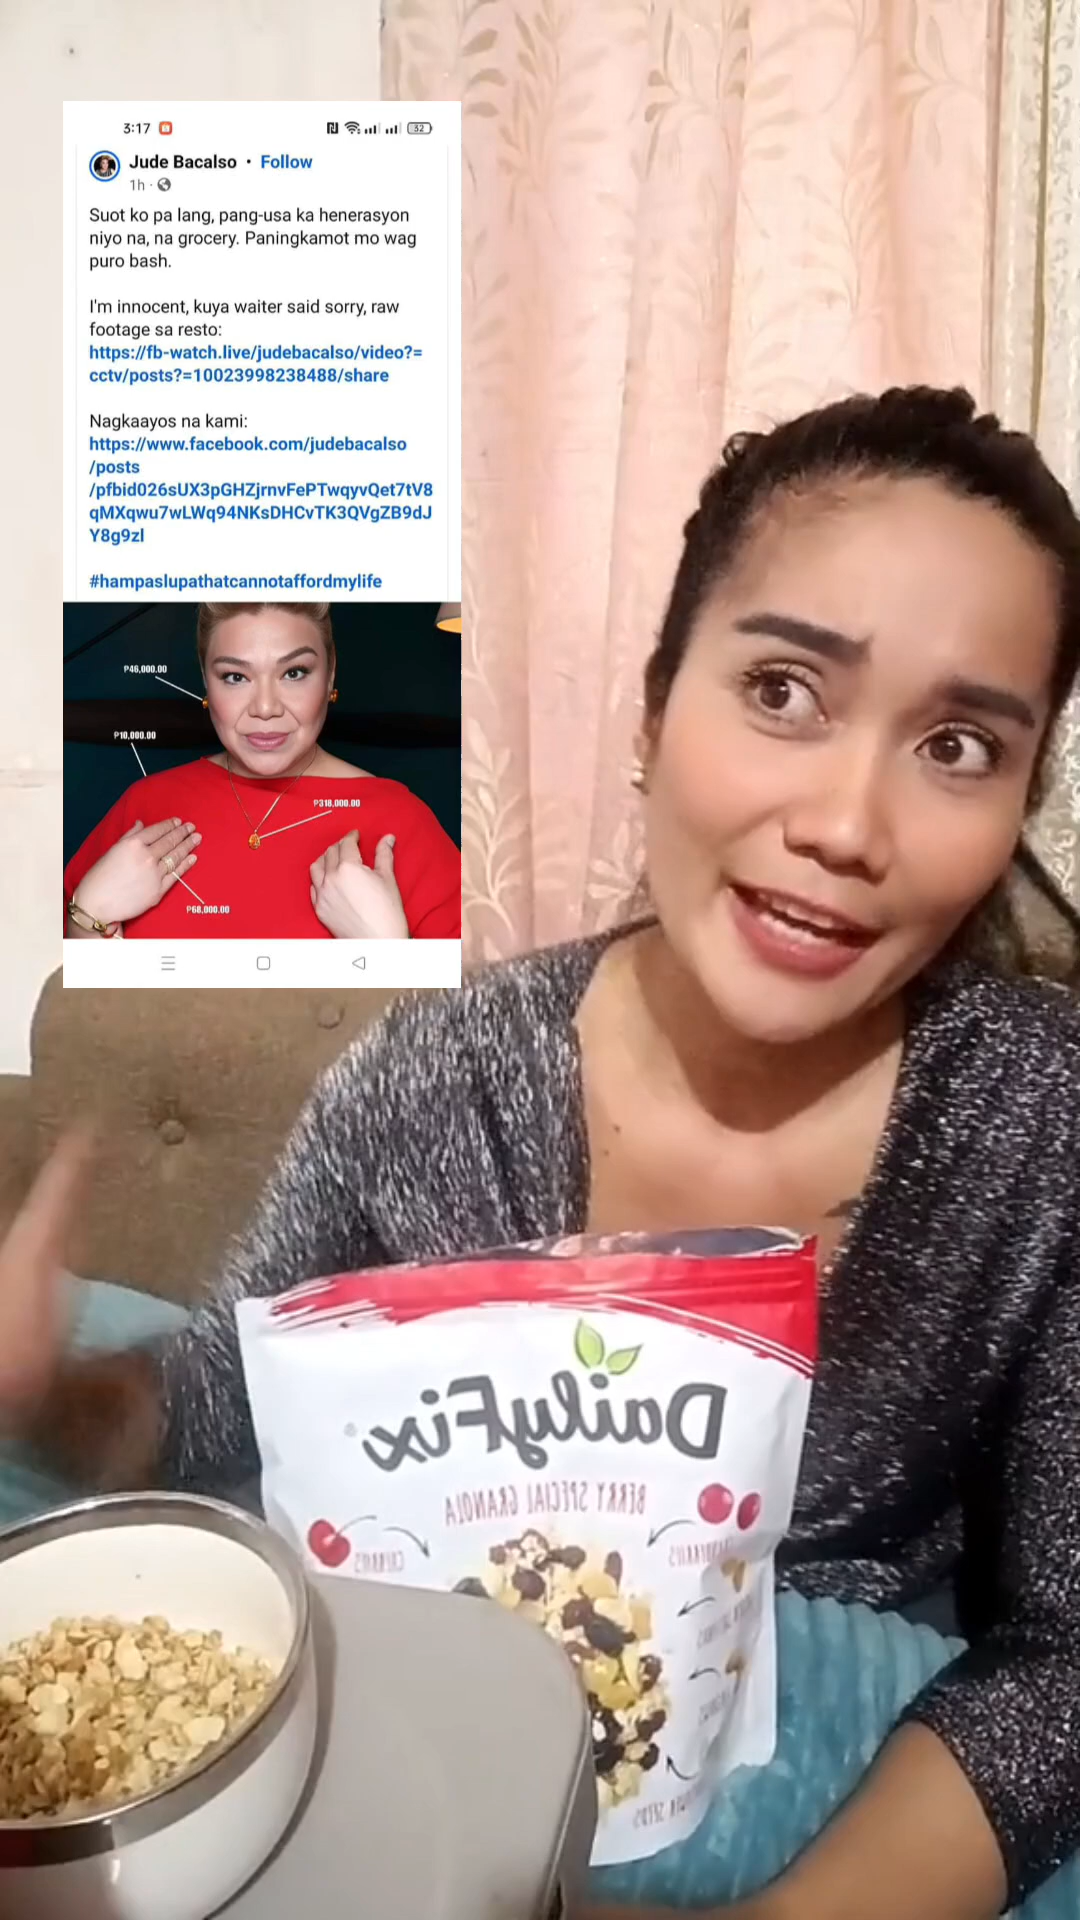 3:17
32
Jude Bacalso • Follow
1h ·
Suot ko pa lang, pang-usa ka henerasyon
niyo na, na grocery. Paningkamot mo wag
puro bash.
I'm innocent, kuya waiter said sorry, raw
footage sa resto:
https://fb-watch.live/judebacalso/video?=
cctv/posts?=10023998238488/share
Nagkaayos na kami:
https://www.facebook.com/judebacalso
/posts
/pfbid026sUX3pGHZjrnvFePTwqyvQet7tV8
qMXqwu7wLWq94NKsDHCvTK3QVgZB9dJ
Y8g9zl
#hampaslupathatcannotaffordmylife
₱46,000.00
₱10,000.00
₱318,000.00
₱68,000.00
DailyFix
BERRY SPECIAL GRANOLA
CHERRIES
SEEDS